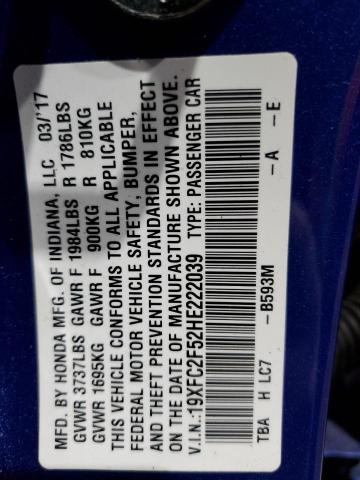 MFD. BY HONDA MFG. OF INDIANA, LLC 03/'17
GVWR 3737LBS GAWR F 1984LBS R 1786LBS
GVWR 1695KG GAWR F 900KG R 810KG
THIS VEHICLE CONFORMS TO ALL APPLICABLE
FEDERAL MOTOR VEHICLE SAFETY, BUMPER,
AND THEFT PREVENTION STANDARDS IN EFFECT
ON THE DATE OF MANUFACTURE SHOWN ABOVE.
V.I.N.:19XFC2F52HE222039 TYPE: PASSENGER CAR
TBA H LC7 -B593M -A -E